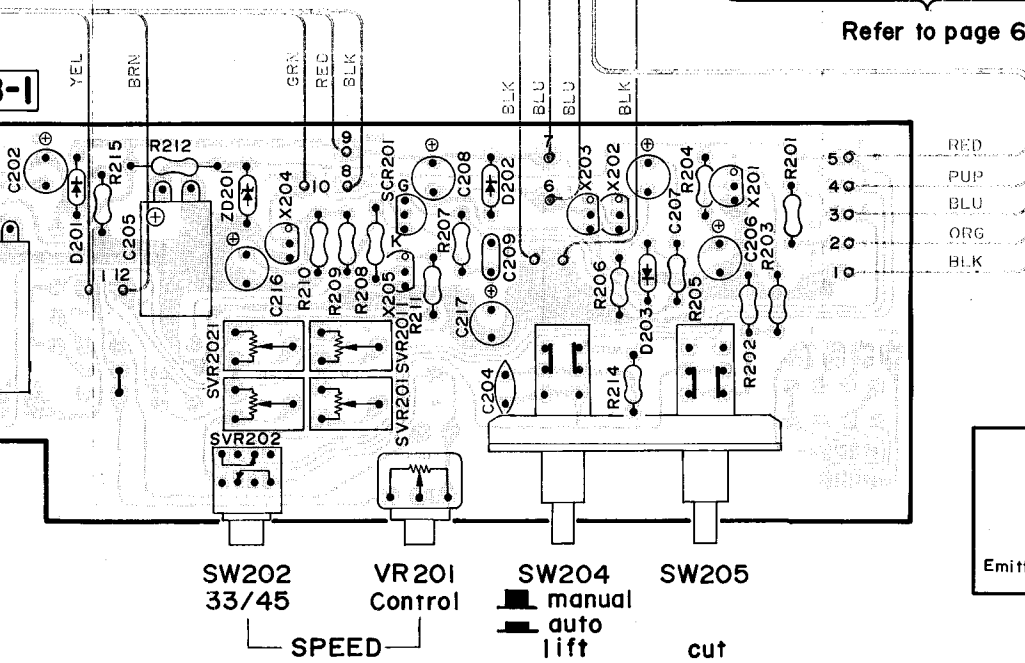 Refer to page 6
YEL
BRN
GRN
RED
BLK
BLK
BLU
BLU
BLK
C202
D201
R215
R212
C205
ZD201
X204
9
10
8
SCR201
G
K
C208
D202
7
6
X203
X202
R204
C207
X201
R201
5
4
3
2
1
RED
PUP
BLU
ORG
BLK
11
12
C216
R210
R209
R208
X205
R211
R207
C209
C217
R206
D203
R205
C206
R203
R202
SVR2021
SVR2011
SVR201
SVR202
C204
R214
Emitt
SW202
33/45
VR201
Control
SPEED
SW204
manual
auto
lift
SW205
cut